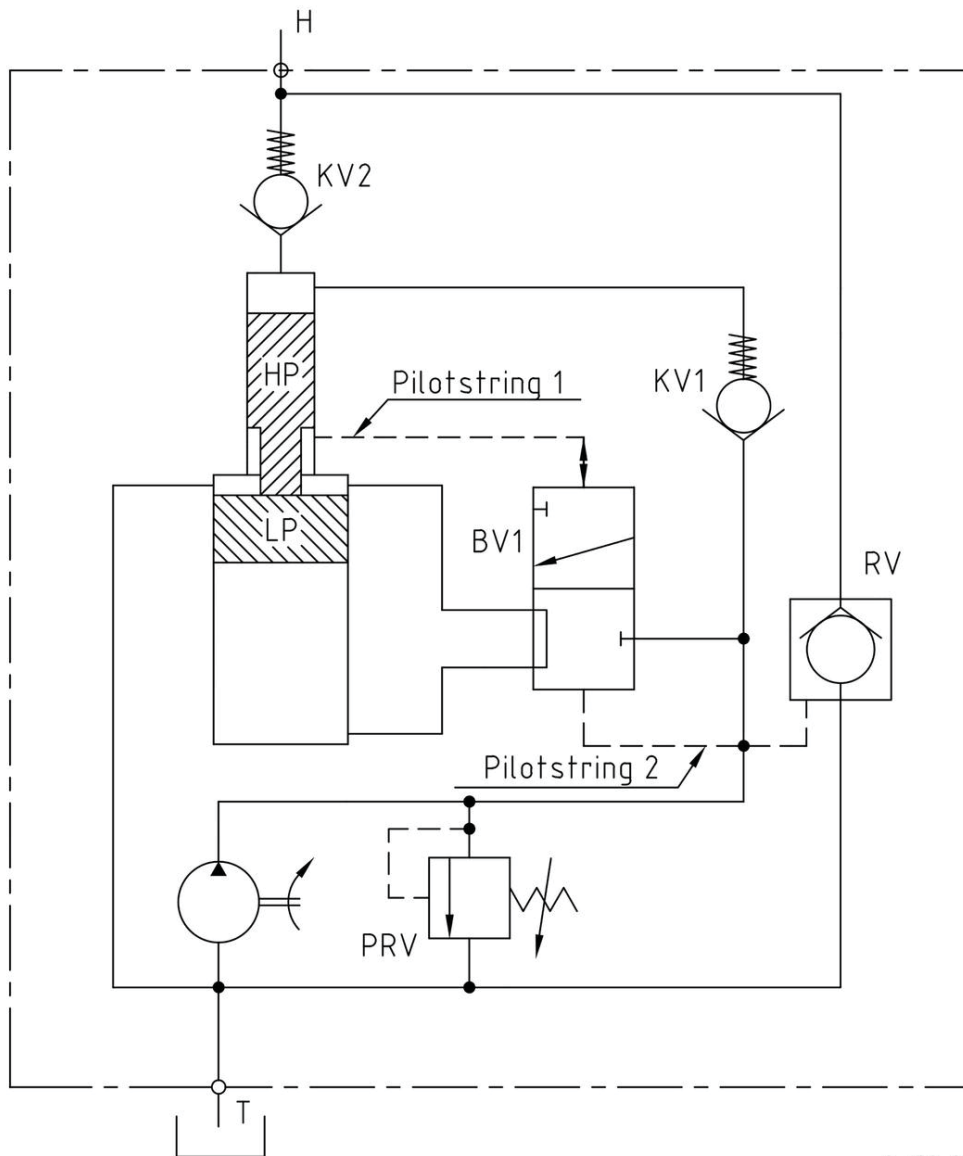 H
KV2
HP
Pilotstring 1
KV1
LP
BV1
RV
Pilotstring 2
PRV
T